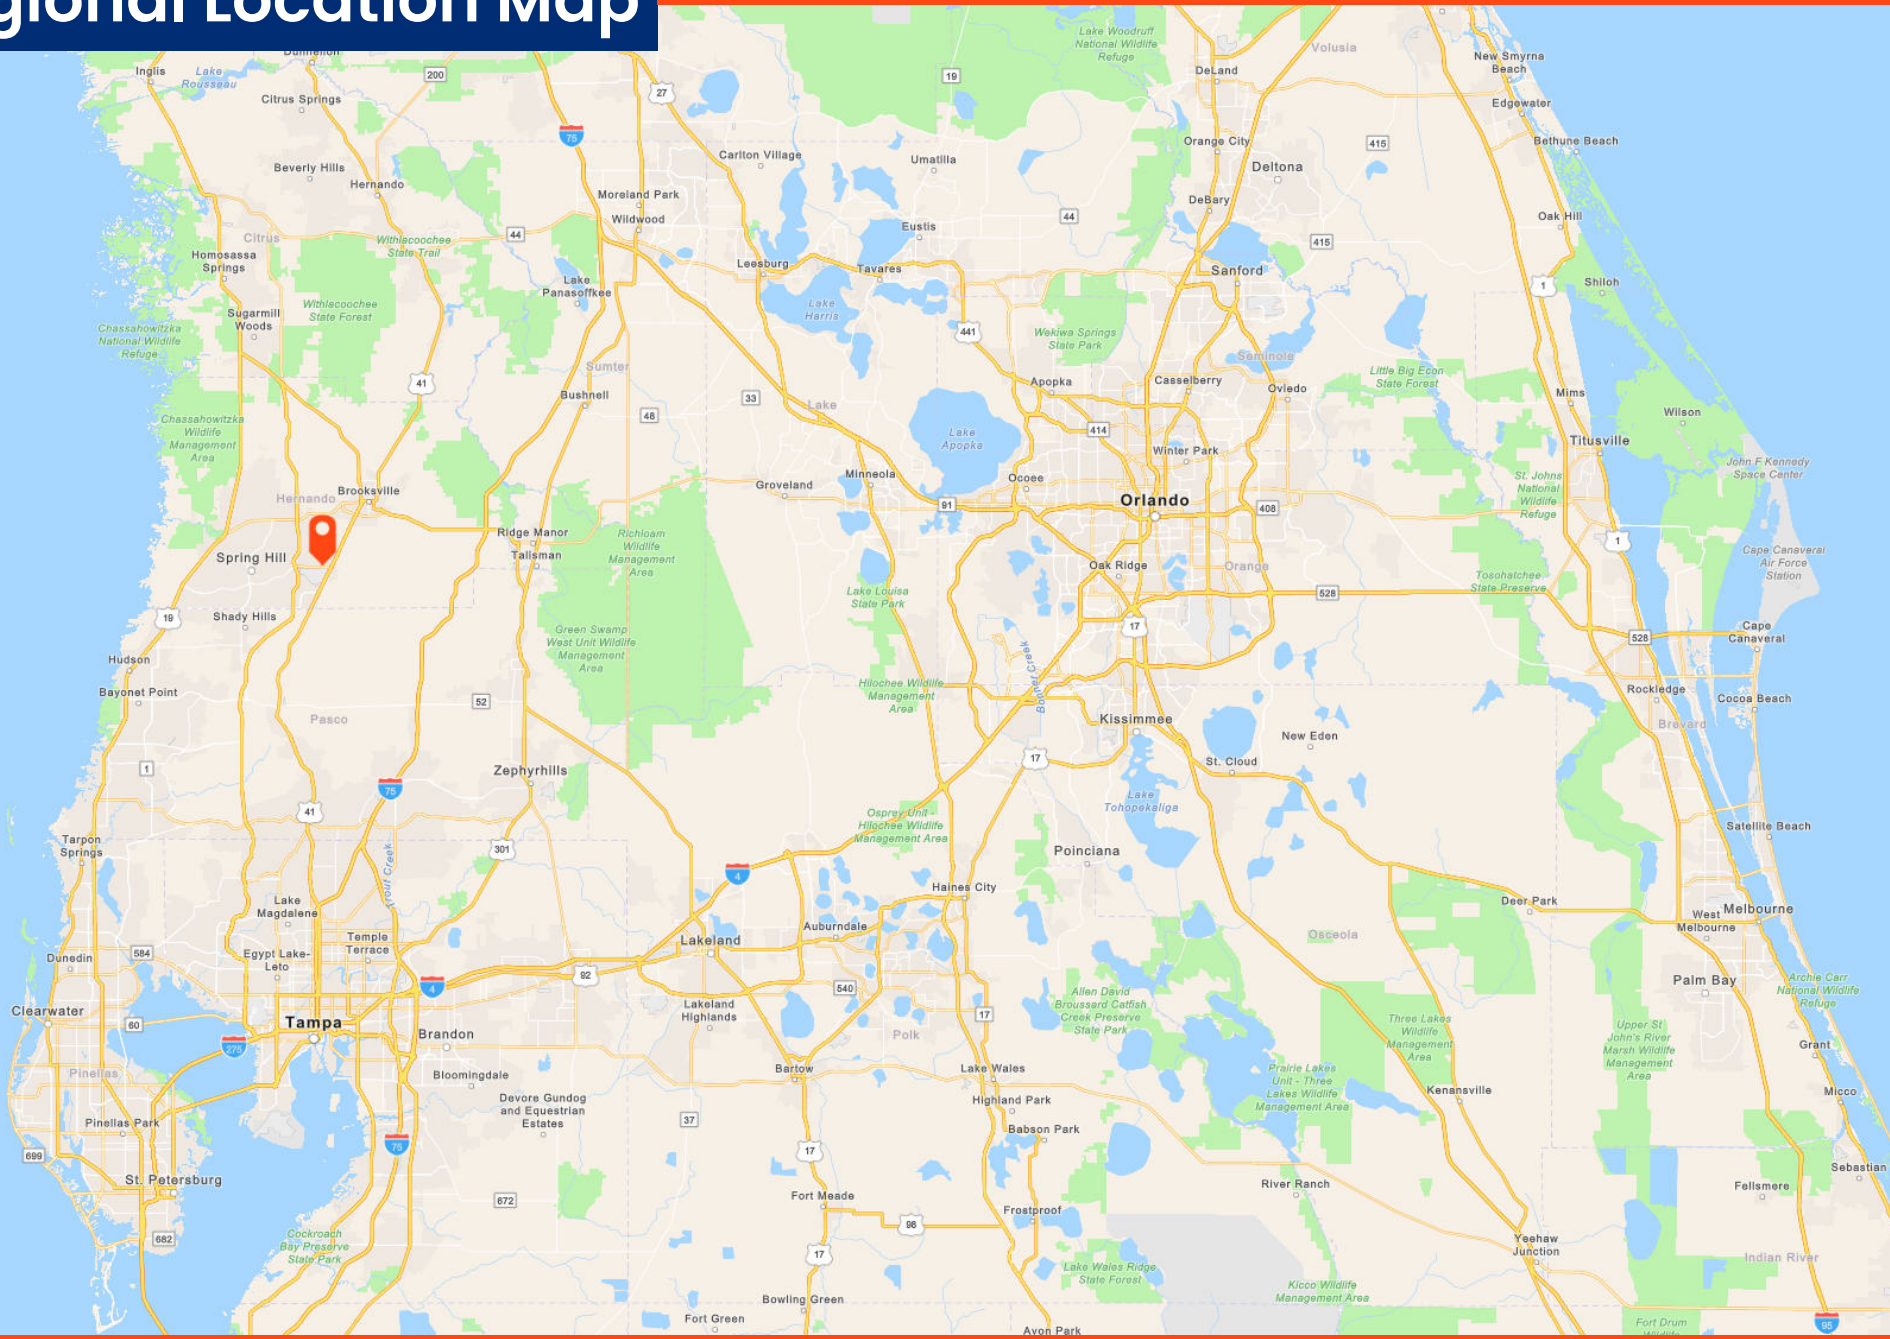 gional Location Map
Dunnellon
Inglis
Lake
Rousseau
Citrus Springs
200
27
19
Lake Woodruff
National Wildlife
Refuge
DeLand
Volusia
New Smyrna
Beach
Edgewater
75
Beverly Hills
Hernando
Carlton Village
Umatilla
Orange City
Deltona
415
Bethune Beach
Moreland Park
Wildwood
DeBary
44
Oak Hill
Citrus
Withlacoochee
State Trail
44
Eustis
415
Homosassa
Springs
Leesburg
Tavares
Sanford
Lake
Panasoffkee
1
Shiloh
Withlacoochee
State Forest
Lake
Harris
Sugarmill
Woods
Chassahowitzka
National Wildlife
Refuge
441
Wekiwa Springs
State Park
Seminole
Sumter
41
Bushnell
33
Lake
48
Apopka
Casselberry
Oviedo
Little Big Econ
State Forest
Mims
Wilson
Chassahowitzka
Wildlife
Management
Area
Lake
Apopka
414
Winter Park
Titusville
John F Kennedy
Space Center
Hernando
Brooksville
Groveland
Minneola
Ocoee
Orlando
91
408
St. Johns
National
Wildlife
Refuge
Ridge Manor
Talisman
Richloam
Wildlife
Management
Area
Spring Hill
1
Cape Canaveral
Air Force
Station
Oak Ridge
Orange
Tosohatchee
State Preserve
Lake Louisa
State Park
528
19
Shady Hills
17
Green Swamp
West Unit Wildlife
Management
Area
528
Cape
Canaveral
Hudson
Bayonet Point
Bonnet Creek
Hilochee Wildlife
Management
Area
52
Rockledge
Cocoa Beach
Pasco
Kissimmee
Brevard
New Eden
17
St. Cloud
1
Zephyrhills
75
41
Lake
Tohopekaliga
Osprey Unit -
Hilochee Wildlife
Management Area
Satellite Beach
Tarpon
Springs
301
Trout Creek
Poinciana
4
Haines City
Lake
Magdalene
Deer Park
West
Melbourne
Melbourne
Auburndale
Osceola
Temple
Terrace
Lakeland
584
Dunedin
Egypt Lake-
Leto
92
4
540
Palm Bay
Archie Carr
National Wildlife
Refuge
Clearwater
60
Tampa
Lakeland
Highlands
17
Allen David
Broussard Catfish
Creek Preserve
State Park
Three Lakes
Wildlife
Management
Area
Upper St
John's River
Marsh Wildlife
Management
Area
275
Brandon
Polk
Grant
Pinellas
Bloomingdale
Bartow
Lake Wales
Prairie Lakes
Unit - Three
Lakes Wildlife
Management Area
Kenansville
Micco
Devore Gundog
and Equestrian
Estates
Highland Park
37
Pinellas Park
Babson Park
75
699
17
St. Petersburg
Sebastian
672
Fort Meade
River Ranch
Fellsmere
Frostproof
98
682
Cockroach
Bay Preserve
State Park
17
Yeehaw
Junction
Indian River
Lake Wales Ridge
State Forest
Kicco Wildlife
Management Area
Bowling Green
Fort Green
Avon Park
Fort Drum
95